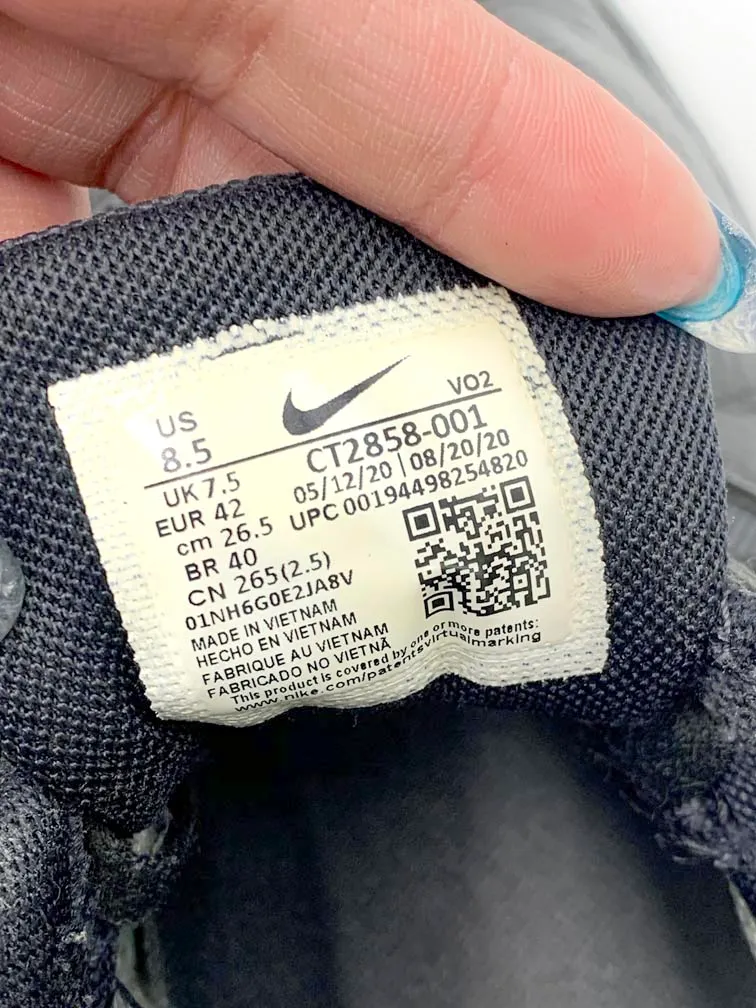 US
8.5
VO2
CT2858-001
UK 7.5
05/12/20 | 08/20/20
EUR 42
UPC 00194498254820
cm 26.5
BR 40
CN 265(2.5)
01NH6G0E2JA8V
MADE IN VIETNAM
HECHO EN VIETNAM
FABRIQUE AU VIETNAM
FABRICADO NO VIETNÃ
This product is covered by one or more patents:
www.nike.com/patentsvirtualmarking